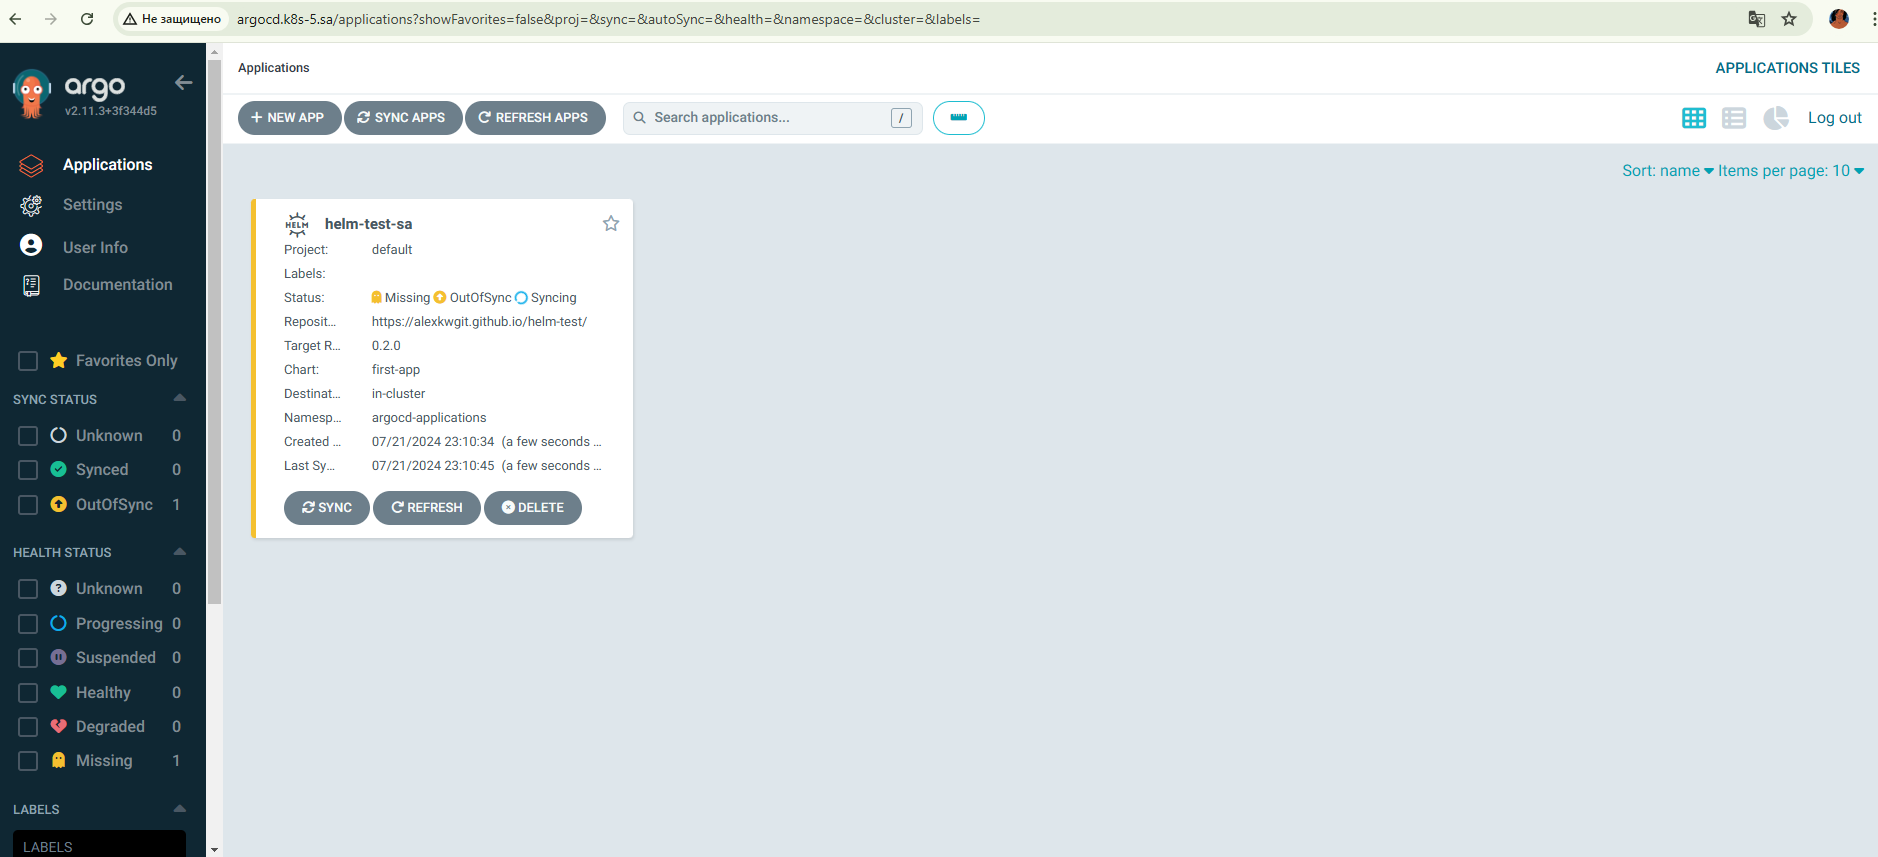 Не защищено
argocd.k8s-5.sa/applications?showFavorites=false&proj=&sync=&autoSync=&health=&namespace=&cluster=&labels=
argo
v2.11.3+3f344d5
Applications
Settings
User Info
Documentation
Favorites Only
SYNC STATUS
Unknown 0
Synced 0
OutOfSync 1
HEALTH STATUS
Unknown 0
Progressing 0
Suspended 0
Healthy 0
Degraded 0
Missing 1
LABELS
LABELS
Applications
APPLICATIONS TILES
NEW APP SYNC APPS REFRESH APPS Search applications... / Log out
Sort: name Items per page: 10
HELM helm-test-sa
Project: default
Labels:
Status: Missing OutOfSync Syncing
Reposit... https://alexkwgit.github.io/helm-test/
Target R... 0.2.0
Chart: first-app
Destinat... in-cluster
Namesp... argocd-applications
Created ... 07/21/2024 23:10:34 (a few seconds ...
Last Sy... 07/21/2024 23:10:45 (a few seconds ...
SYNC REFRESH DELETE